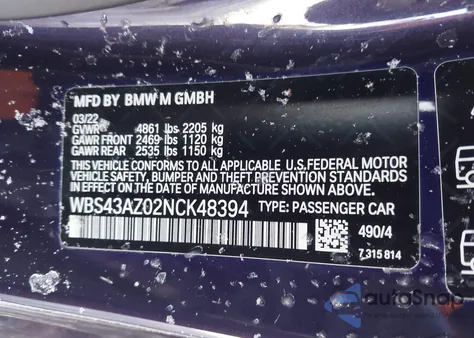 MFD BY BMW M GMBH
03/22
GVWR 4861 lbs 2205 kg
GAWR FRONT 2469 lbs 1120 kg
GAWR REAR 2535 lbs 1150 kg
THIS VEHICLE CONFORMS TO ALL APPLICABLE U.S.FEDERAL MOTOR
VEHICLE SAFETY, BUMPER AND THEFT PREVENTION STANDARDS IN
EFFECT ON THE DATE OF MANUFACTURE SHOWN ABOVE.
WBS43AZ02NCK48394 TYPE: PASSENGER CAR
490/4
7 315 814
autoSnap